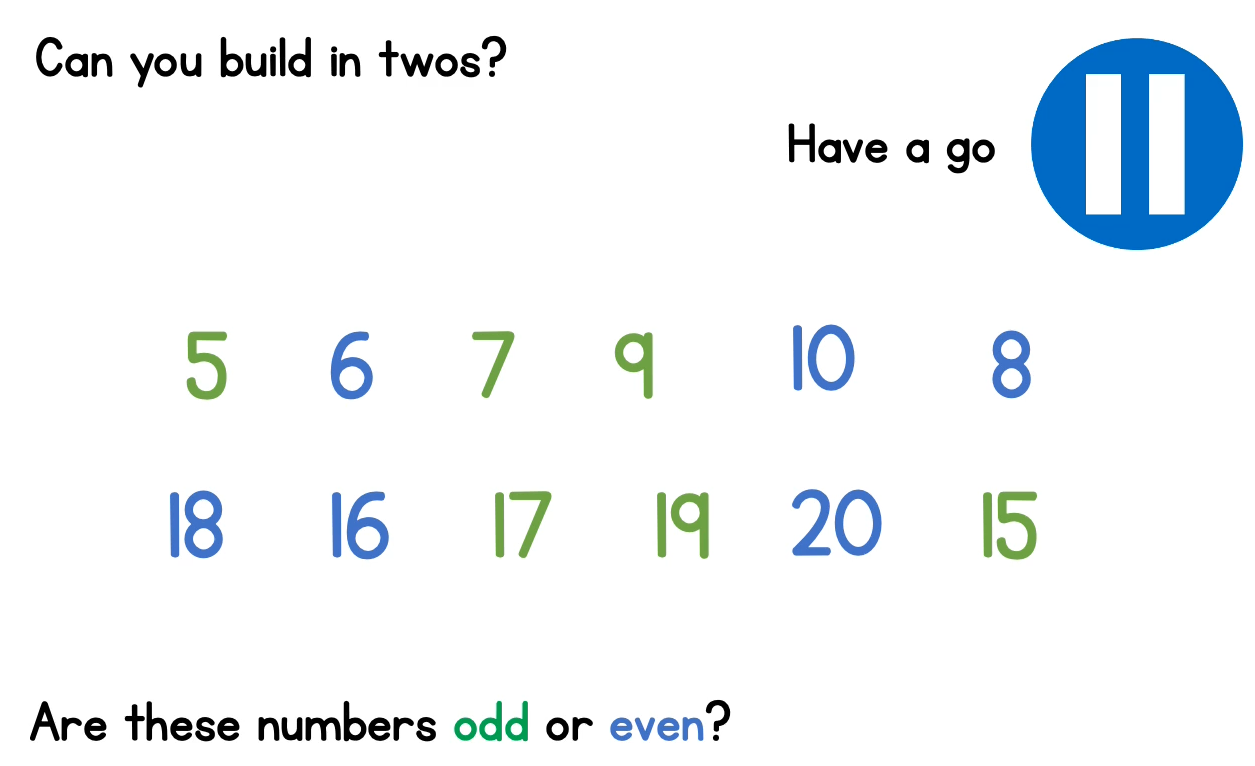 Can you build in twos?
Have a go
5 6 7 9 10 8
18 16 17 19 20 15
Are these numbers odd or even?